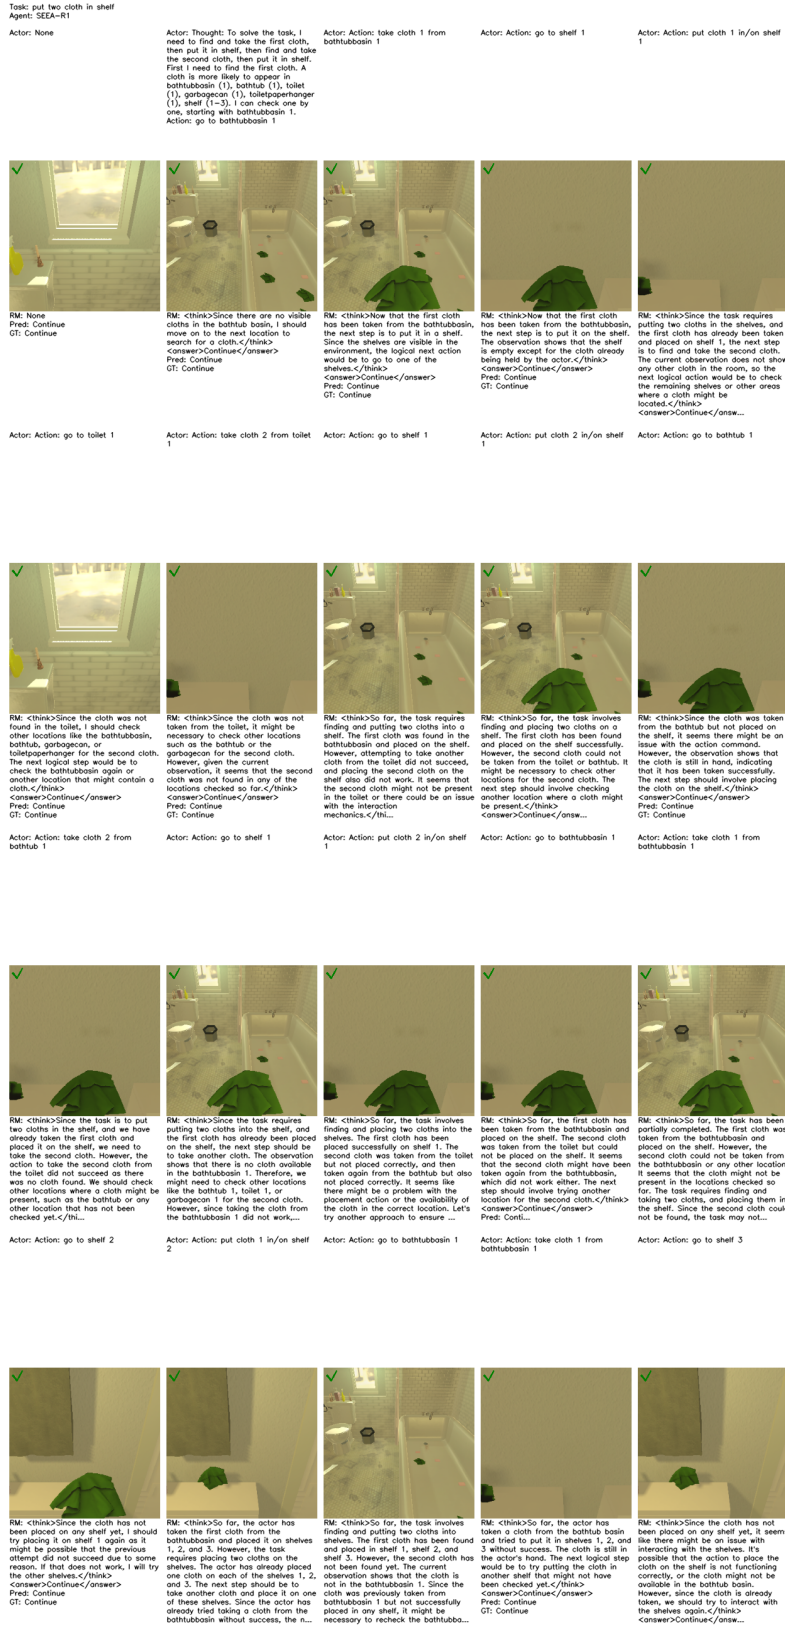 Task: put two cloth in shelf
Agent: SEEA-R1
Actor: None
Actor: Thought: To solve the task, I
need to find and take the first cloth,
then put it in shelf, then find and take
the second cloth, then put it in shelf.
First I need to find the first cloth. A
cloth is more likely to appear in
bathtubbasin (1), bathtub (1), toilet
(1), garbagecan (1), toiletpaperhanger
(1), shelf (1-3). I can check one by
one, starting with bathtubbasin 1.
Action: go to bathtubbasin 1
Actor: Action: take cloth 1 from
bathtubbasin 1
Actor: Action: go to shelf 1
Actor: Action: put cloth 1 in/on shelf
1
RM: None
Pred: Continue
GT: Continue
RM: <think>Since there are no visible
cloths in the bathtub basin, I should
move on to the next location to
search for a cloth.</think>
<answer>Continue</answer>
Pred: Continue
GT: Continue
RM: <think>Now that the first cloth
has been taken from the bathtubbasin,
the next step is to put it in a shelf.
Since the shelves are visible in the
environment, the logical next action
would be to go to one of the
shelves.</think>
<answer>Continue</answer>
Pred: Continue
GT: Continue
RM: <think>Now that the first cloth
has been taken from the bathtubbasin,
the next step is to put it on the shelf.
The observation shows that the shelf
is empty except for the cloth already
being held by the actor.</think>
<answer>Continue</answer>
Pred: Continue
GT: Continue
RM: <think>Since the task requires
putting two cloths in the shelves, and
the first cloth has already been taken
and placed on shelf 1, the next step
is to find and take the second cloth.
The current observation does not show
any other cloth in the room, so the
next logical action would be to check
the remaining shelves or other areas
where a cloth might be
located.</think>
<answer>Continue</answ...
Actor: Action: go to toilet 1
Actor: Action: take cloth 2 from toilet
1
Actor: Action: go to shelf 1
Actor: Action: put cloth 2 in/on shelf
1
Actor: Action: go to bathtub 1
RM: <think>Since the cloth was not
found in the toilet, I should check
other locations like the bathtubbasin,
bathtub, garbagecan, or
toiletpaperhanger for the second cloth.
The next logical step would be to
check the bathtubbasin again or
another location that might contain a
cloth.</think>
<answer>Continue</answer>
Pred: Continue
GT: Continue
RM: <think>Since the cloth was not
taken from the toilet, it might be
necessary to check other locations
such as the bathtub or the
garbagecan for the second cloth.
However, given the current
observation, it seems that the second
cloth was not found in any of the
locations checked so far.</think>
<answer>Continue</answer>
Pred: Continue
GT: Continue
RM: <think>So far, the task requires
finding and putting two cloths into a
shelf. The first cloth was found in the
bathtubbasin and placed on the shelf.
However, attempting to take another
cloth from the toilet did not succeed,
and placing the second cloth on the
shelf also did not work. It seems that
the second cloth might not be present
in the toilet or there could be an issue
with the interaction
mechanics.</thi...
RM: <think>So far, the task involves
finding and placing two cloths on a
shelf. The first cloth has been found
and placed on the shelf successfully.
However, the second cloth could not
be taken from the toilet or bathtub. It
might be necessary to check other
locations for the second cloth. The
next step should involve checking
another location where a cloth might
be present.</think>
<answer>Continue</answ...
RM: <think>Since the cloth was taken
from the bathtub but not placed on
the shelf, it seems there might be an
issue with the action command.
However, the observation shows that
the cloth is still in hand, indicating
that it has been taken successfully.
The next step should involve placing
the cloth on the shelf.</think>
<answer>Continue</answer>
Pred: Continue
GT: Continue
Actor: Action: take cloth 2 from
bathtub 1
Actor: Action: go to shelf 1
Actor: Action: put cloth 2 in/on shelf
1
Actor: Action: go to bathtubbasin 1
Actor: Action: take cloth 1 from
bathtubbasin 1
RM: <think>Since the task is to put
two cloths in the shelf, and we have
already taken the first cloth and
placed it on the shelf, we need to
take the second cloth. However, the
action to take the second cloth from
the toilet did not succeed as there
was no cloth found. We should check
other locations where a cloth might be
present, such as the bathtub or any
other location that has not been
checked yet.</thi...
RM: <think>Since the task requires
putting two cloths into the shelf, and
the first cloth has already been placed
on the shelf, the next step should be
to take another cloth. The observation
shows that there is no cloth available
in the bathtubbasin 1. Therefore, we
might need to check other locations
like the bathtub 1, toilet 1, or
garbagecan 1 for the second cloth.
However, since taking the cloth from
the bathtubbasin 1 did not work,...
RM: <think>So far, the task involves
finding and placing two cloths into the
shelves. The first cloth has been
placed successfully on shelf 1. The
second cloth was taken from the toilet
but not placed correctly, and then
taken again from the bathtub but also
not placed correctly. It seems like
there might be a problem with the
placement action or the availability of
the cloth in the correct location. Let's
try another approach to ensure ...
RM: <think>So far, the first cloth has
been taken from the bathtubbasin and
placed on the shelf. The second cloth
was taken from the toilet but could
not be placed on the shelf. It seems
that the second cloth might have been
taken again from the bathtubbasin,
which did not work either. The next
step should involve trying another
location for the second cloth.</think>
<answer>Continue</answer>
Pred: Conti...
RM: <think>So far, the task has been
partially completed. The first cloth was
taken from the bathtubbasin and
placed on the shelf. However, the
second cloth could not be taken from
the bathtubbasin or any other location.
It seems that the cloth might not be
present in the locations checked so
far. The task requires finding and
taking two cloths, and placing them in
the shelf. Since the second cloth coul
not be found, the task may not...
Actor: Action: go to shelf 2
Actor: Action: put cloth 1 in/on shelf
2
Actor: Action: go to bathtubbasin 1
Actor: Action: take cloth 1 from
bathtubbasin 1
Actor: Action: go to shelf 3
RM: <think>Since the cloth has not
been placed on any shelf yet, I should
try placing it on shelf 1 again as it
might be possible that the previous
attempt did not succeed due to some
reason. If that does not work, I will try
the other shelves.</think>
<answer>Continue</answer>
Pred: Continue
GT: Continue
RM: <think>So far, the actor has
taken the first cloth from the
bathtubbasin and placed it on shelves
1, 2, and 3. However, the task
requires placing two cloths on the
shelves. The actor has already placed
one cloth on each of the shelves 1, 2,
and 3. The next step should be to
take another cloth and place it on one
of these shelves. Since the actor has
already tried taking a cloth from the
bathtubbasin without success, the n...
RM: <think>So far, the task involves
finding and putting two cloths into
shelves. The first cloth has been found
and placed in shelf 1, shelf 2, and
shelf 3. However, the second cloth has
not been found yet. The current
observation shows that the cloth is
not in the bathtubbasin 1. Since the
cloth was previously taken from
bathtubbasin 1 but not successfully
placed in any shelf, it might be
necessary to recheck the bathtubba...
RM: <think>So far, the actor has
taken a cloth from the bathtub basin
and tried to put it in shelves 1, 2, and
3 without success. The cloth is still in
the actor's hand. The next logical step
would be to try putting the cloth in
another shelf that might not have
been checked yet.</think>
<answer>Continue</answer>
Pred: Continue
GT: Continue
RM: <think>Since the cloth has not
been placed on any shelf yet, it seem
like there might be an issue with
interacting with the shelves. It's
possible that the action to place the
cloth on the shelf is not functioning
correctly, or the cloth might not be
available in the bathtub basin.
However, since the cloth is already
taken, we should try to interact with
the shelves again.</think>
<answer>Continue</answ...